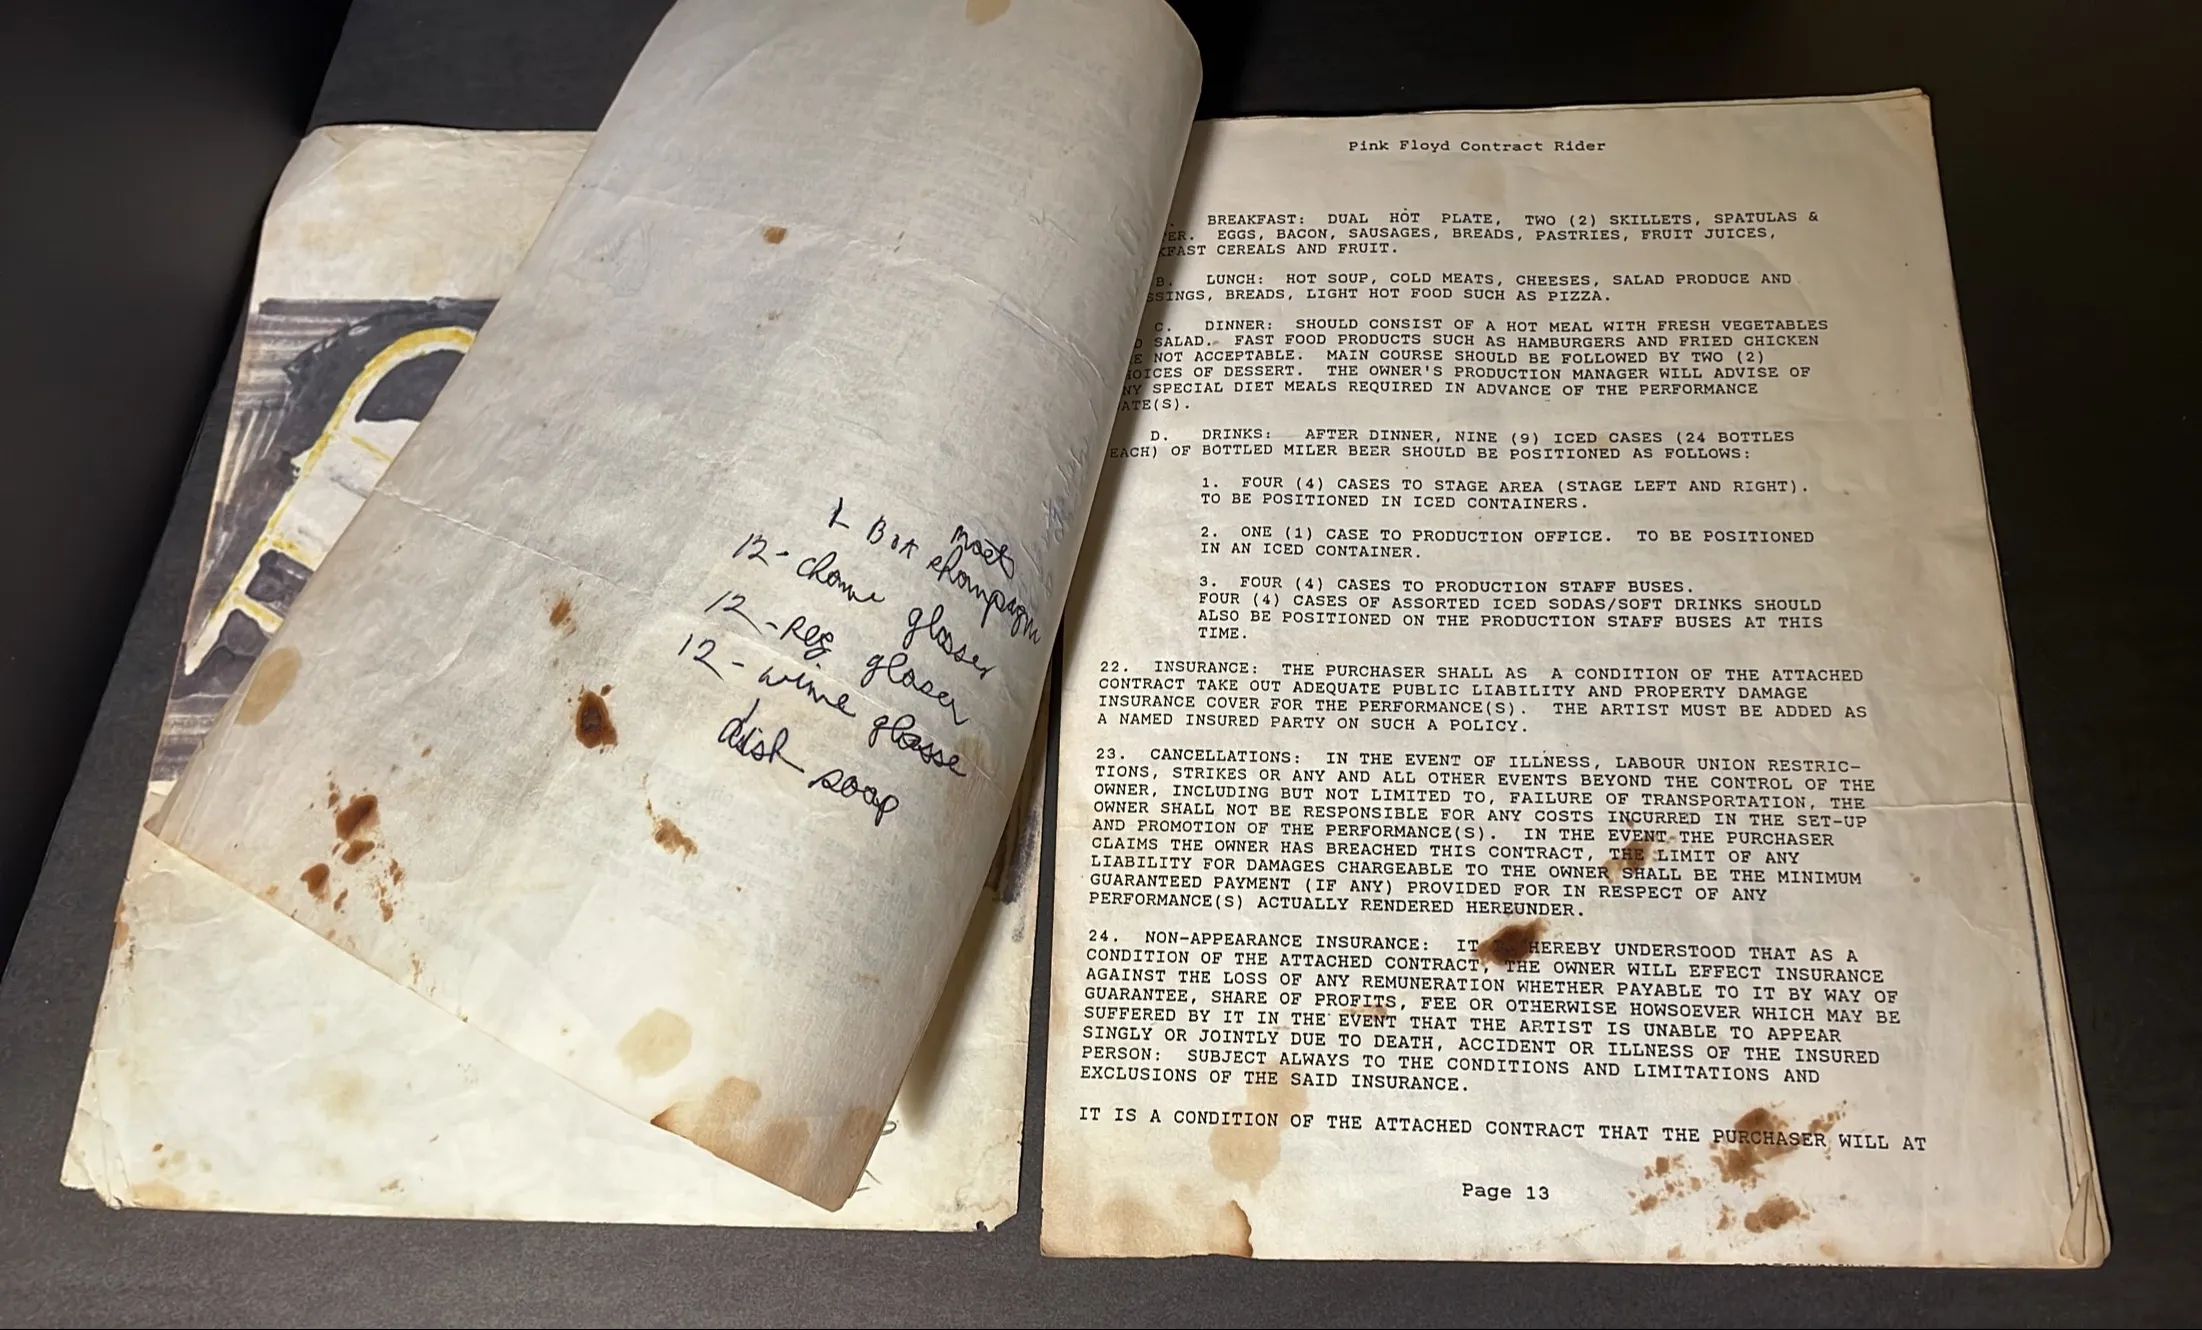 1 Box moet champagn
12 - cham glasses
12 - reg. glasses
12 - wine glasse
dish soap
Pink Floyd Contract Rider
. BREAKFAST: DUAL HOT PLATE, TWO (2) SKILLETS, SPATULAS &
ER. EGGS, BACON, SAUSAGES, BREADS, PASTRIES, FRUIT JUICES,
KFAST CEREALS AND FRUIT.
B. LUNCH: HOT SOUP, COLD MEATS, CHEESES, SALAD PRODUCE AND
SSINGS, BREADS, LIGHT HOT FOOD SUCH AS PIZZA.
C. DINNER: SHOULD CONSIST OF A HOT MEAL WITH FRESH VEGETABLES
D SALAD. FAST FOOD PRODUCTS SUCH AS HAMBURGERS AND FRIED CHICKEN
E NOT ACCEPTABLE. MAIN COURSE SHOULD BE FOLLOWED BY TWO (2)
OICES OF DESSERT. THE OWNER'S PRODUCTION MANAGER WILL ADVISE OF
NY SPECIAL DIET MEALS REQUIRED IN ADVANCE OF THE PERFORMANCE
ATE(S).
D. DRINKS: AFTER DINNER, NINE (9) ICED CASES (24 BOTTLES
EACH) OF BOTTLED MILER BEER SHOULD BE POSITIONED AS FOLLOWS:
1. FOUR (4) CASES TO STAGE AREA (STAGE LEFT AND RIGHT).
TO BE POSITIONED IN ICED CONTAINERS.
2. ONE (1) CASE TO PRODUCTION OFFICE. TO BE POSITIONED
IN AN ICED CONTAINER.
3. FOUR (4) CASES TO PRODUCTION STAFF BUSES.
FOUR (4) CASES OF ASSORTED ICED SODAS/SOFT DRINKS SHOULD
ALSO BE POSITIONED ON THE PRODUCTION STAFF BUSES AT THIS
TIME.
22. INSURANCE: THE PURCHASER SHALL AS A CONDITION OF THE ATTACHED
CONTRACT TAKE OUT ADEQUATE PUBLIC LIABILITY AND PROPERTY DAMAGE
INSURANCE COVER FOR THE PERFORMANCE(S). THE ARTIST MUST BE ADDED AS
A NAMED INSURED PARTY ON SUCH A POLICY.
23. CANCELLATIONS: IN THE EVENT OF ILLNESS, LABOUR UNION RESTRIC-
TIONS, STRIKES OR ANY AND ALL OTHER EVENTS BEYOND THE CONTROL OF THE
OWNER, INCLUDING BUT NOT LIMITED TO, FAILURE OF TRANSPORTATION, THE
OWNER SHALL NOT BE RESPONSIBLE FOR ANY COSTS INCURRED IN THE SET-UP
AND PROMOTION OF THE PERFORMANCE(S). IN THE EVENT THE PURCHASER
CLAIMS THE OWNER HAS BREACHED THIS CONTRACT, THE LIMIT OF ANY
LIABILITY FOR DAMAGES CHARGEABLE TO THE OWNER SHALL BE THE MINIMUM
GUARANTEED PAYMENT (IF ANY) PROVIDED FOR IN RESPECT OF ANY
PERFORMANCE(S) ACTUALLY RENDERED HEREUNDER.
24. NON-APPEARANCE INSURANCE: IT HEREBY UNDERSTOOD THAT AS A
CONDITION OF THE ATTACHED CONTRACT, THE OWNER WILL EFFECT INSURANCE
AGAINST THE LOSS OF ANY REMUNERATION WHETHER PAYABLE TO IT BY WAY OF
GUARANTEE, SHARE OF PROFITS, FEE OR OTHERWISE HOWSOEVER WHICH MAY BE
SUFFERED BY IT IN THE EVENT THAT THE ARTIST IS UNABLE TO APPEAR
SINGLY OR JOINTLY DUE TO DEATH, ACCIDENT OR ILLNESS OF THE INSURED
PERSON: SUBJECT ALWAYS TO THE CONDITIONS AND LIMITATIONS AND
EXCLUSIONS OF THE SAID INSURANCE.
IT IS A CONDITION OF THE ATTACHED CONTRACT THAT THE PURCHASER WILL AT
Page 13